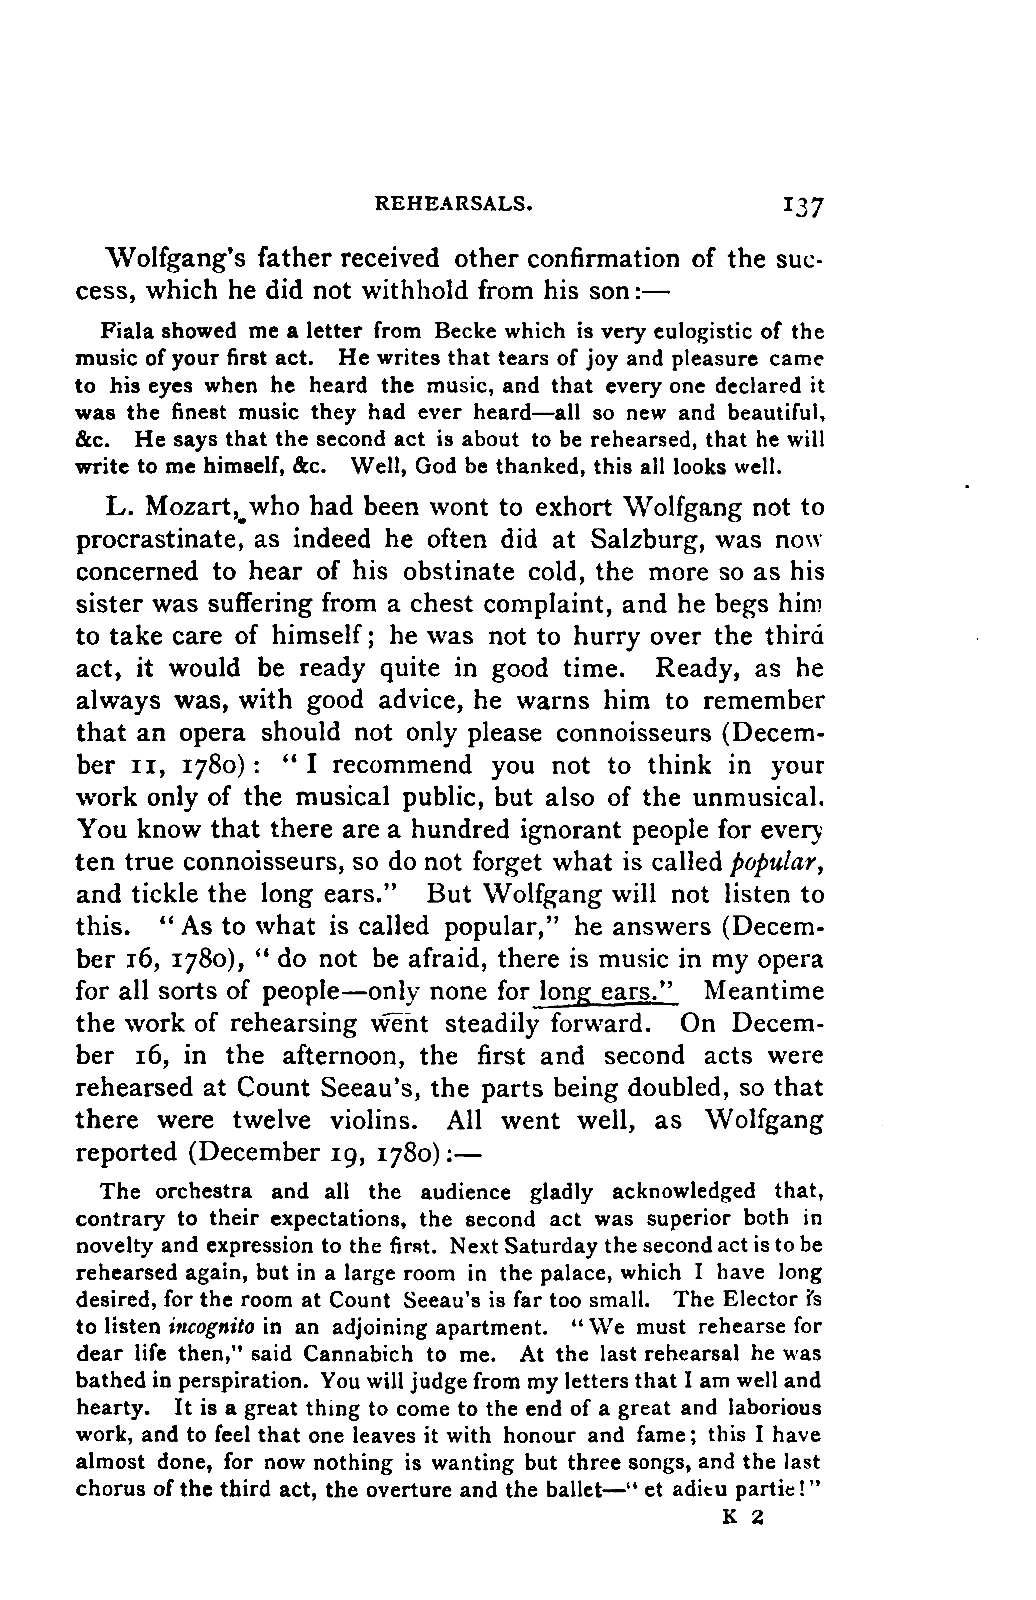 REHEARSALS. 137
Wolfgang's father received other confirmation of the suc-
cess, which he did not withhold from his son:—
Fiala showed me a letter from Becke which is very eulogistic of the
music of your first act. He writes that tears of joy and pleasure came
to his eyes when he heard the music, and that every one declared it
was the finest music they had ever heard—all so new and beautiful,
&c. He says that the second act is about to be rehearsed, that he will
write to me himself, &c. Well, God be thanked, this all looks well.
L. Mozart, who had been wont to exhort Wolfgang not to
procrastinate, as indeed he often did at Salzburg, was now
concerned to hear of his obstinate cold, the more so as his
sister was suffering from a chest complaint, and he begs him
to take care of himself; he was not to hurry over the third
act, it would be ready quite in good time. Ready, as he
always was, with good advice, he warns him to remember
that an opera should not only please connoisseurs (Decem-
ber 11, 1780): "I recommend you not to think in your
work only of the musical public, but also of the unmusical.
You know that there are a hundred ignorant people for every
ten true connoisseurs, so do not forget what is called popular,
and tickle the long ears." But Wolfgang will not listen to
this. "As to what is called popular," he answers (Decem-
ber 16, 1780), "do not be afraid, there is music in my opera
for all sorts of people—only none for long ears." Meantime
the work of rehearsing went steadily forward. On Decem-
ber 16, in the afternoon, the first and second acts were
rehearsed at Count Seeau's, the parts being doubled, so that
there were twelve violins. All went well, as Wolfgang
reported (December 19, 1780):—
The orchestra and all the audience gladly acknowledged that,
contrary to their expectations, the second act was superior both in
novelty and expression to the first. Next Saturday the second act is to be
rehearsed again, but in a large room in the palace, which I have long
desired, for the room at Count Seeau's is far too small. The Elector is
to listen incognito in an adjoining apartment. "We must rehearse for
dear life then," said Cannabich to me. At the last rehearsal he was
bathed in perspiration. You will judge from my letters that I am well and
hearty. It is a great thing to come to the end of a great and laborious
work, and to feel that one leaves it with honour and fame; this I have
almost done, for now nothing is wanting but three songs, and the last
chorus of the third act, the overture and the ballet—"et adieu partie!"
K 2